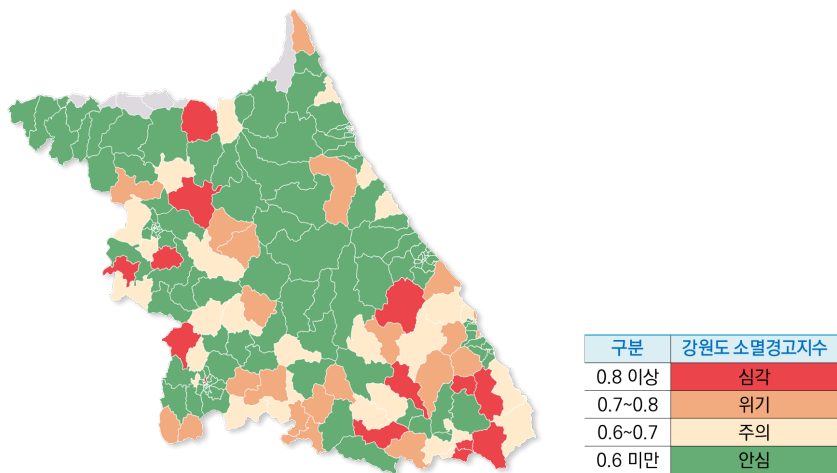 구분 강원도 소멸경고지수
0.8 이상 심각
0.7~0.8 위기
0.6~0.7 주의
0.6 미만 안심